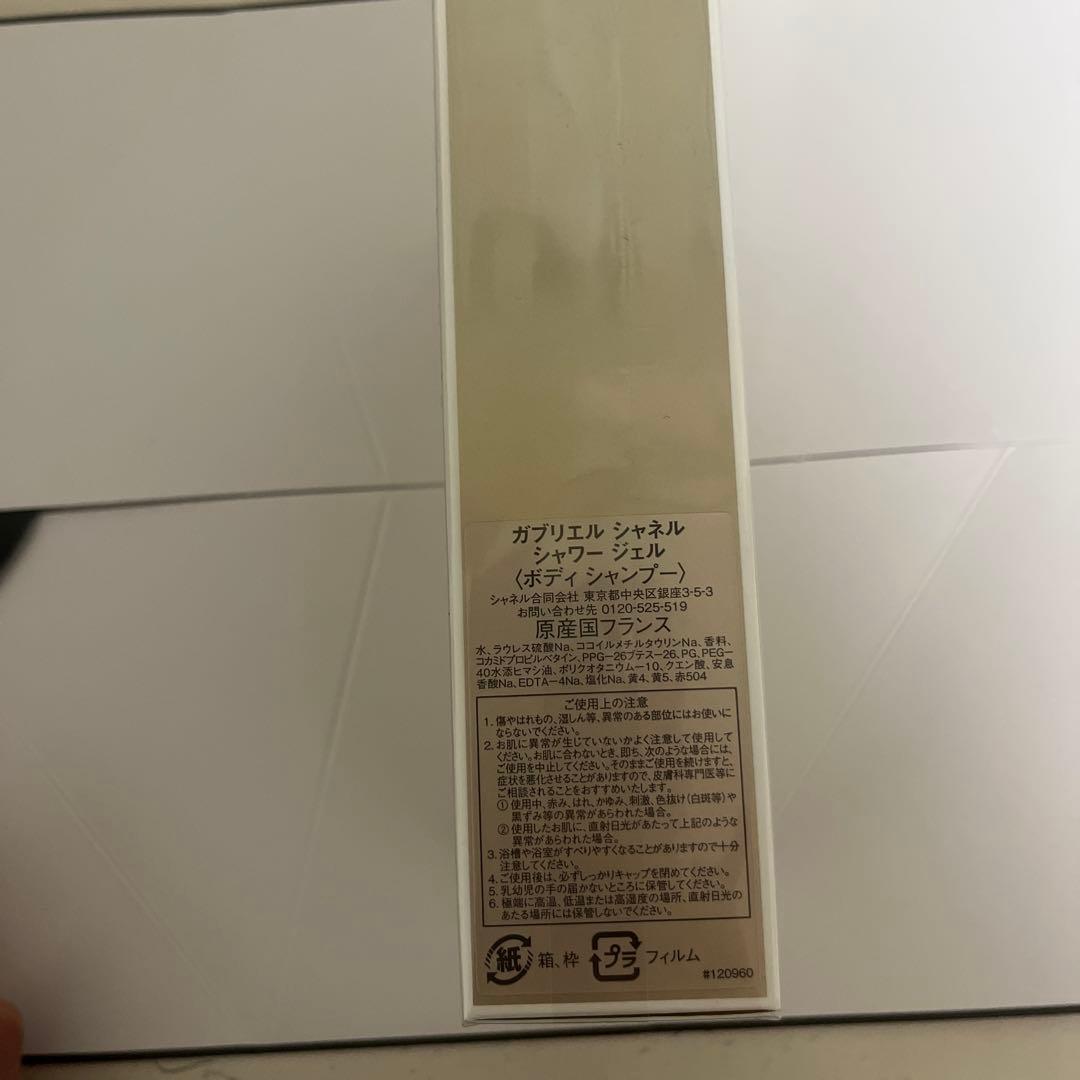 ガブリエル シャネル
シャワー ジェル
〈ボディ シャンプー〉
シャネル合同会社 東京都中央区銀座3-5-3
お問い合わせ先 0120-525-519
原産国フランス
水、ラウレス硫酸Na、ココイルメチルタウリンNa、香料、
コカミドプロピルベタイン、PPG-26ブテス-26、PG、PEG-
40水添ヒマシ油、ポリクオタニウム-10、クエン酸、安息
香酸Na、EDTA-4Na、塩化Na、黄4、黄5、赤504
ご使用上の注意
1. 傷やはれもの、湿しん等、異常のある部位にはお使いに
ならないでください。
2. お肌に異常が生じていないかよく注意して使用して
ください。お肌に合わないとき、即ち、次のような場合には、
ご使用を中止してください。そのままご使用を続けますと、
症状を悪化させることがありますので、皮膚科専門医等に
ご相談されることをおすすめいたします。
① 使用中、赤み、はれ、かゆみ、刺激、色抜け(白斑等)や
黒ずみ等の異常があらわれた場合。
② 使用したお肌に、直射日光があたって上記のような
異常があらわれた場合。
3. 浴槽や浴室がすべりやすくなることがありますので十分
注意してください。
4. ご使用後は、必ずしっかりキャップを閉めてください。
5. 乳幼児の手の届かないところに保管してください。
6. 極端に高温、低温または高湿度の場所、直射日光の
あたる場所には保管しないでください。
紙 箱、枠 プラ フィルム
#120960